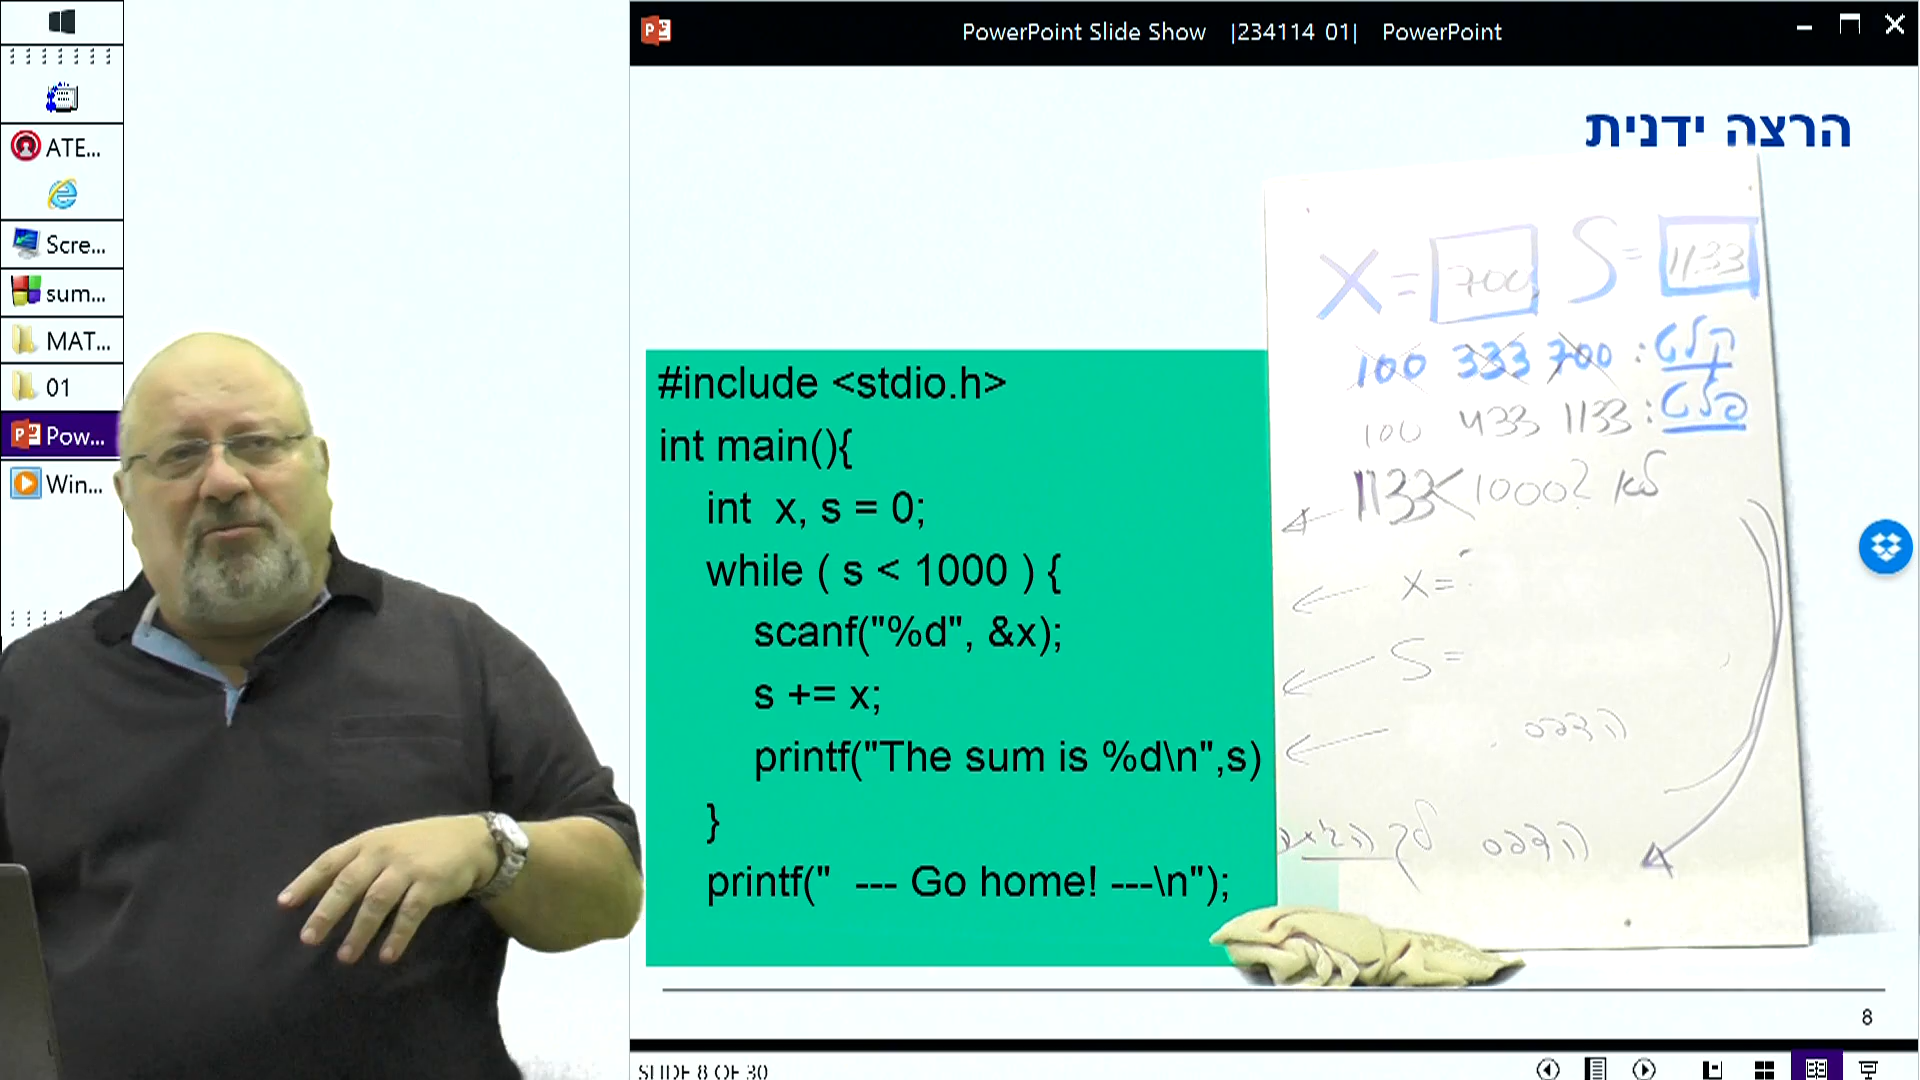 PowerPoint Slide Show |234114 01| PowerPoint
ATE...
Scre...
sum...
MAT...
01
Pow...
Win...
הרצה ידנית
X = 700, S = 1133
קלט: 700 333 100
פלט: 1133 433 100
1133 < 1000? לא
x =
S =
הדפס
הדפס
#include <stdio.h>
int main(){
int x, s = 0;
while ( s < 1000 ) {
scanf("%d", &x);
s += x;
printf("The sum is %d\n",s)
}
printf(" --- Go home! ---\n");
8
SLIDE 8 OF 30